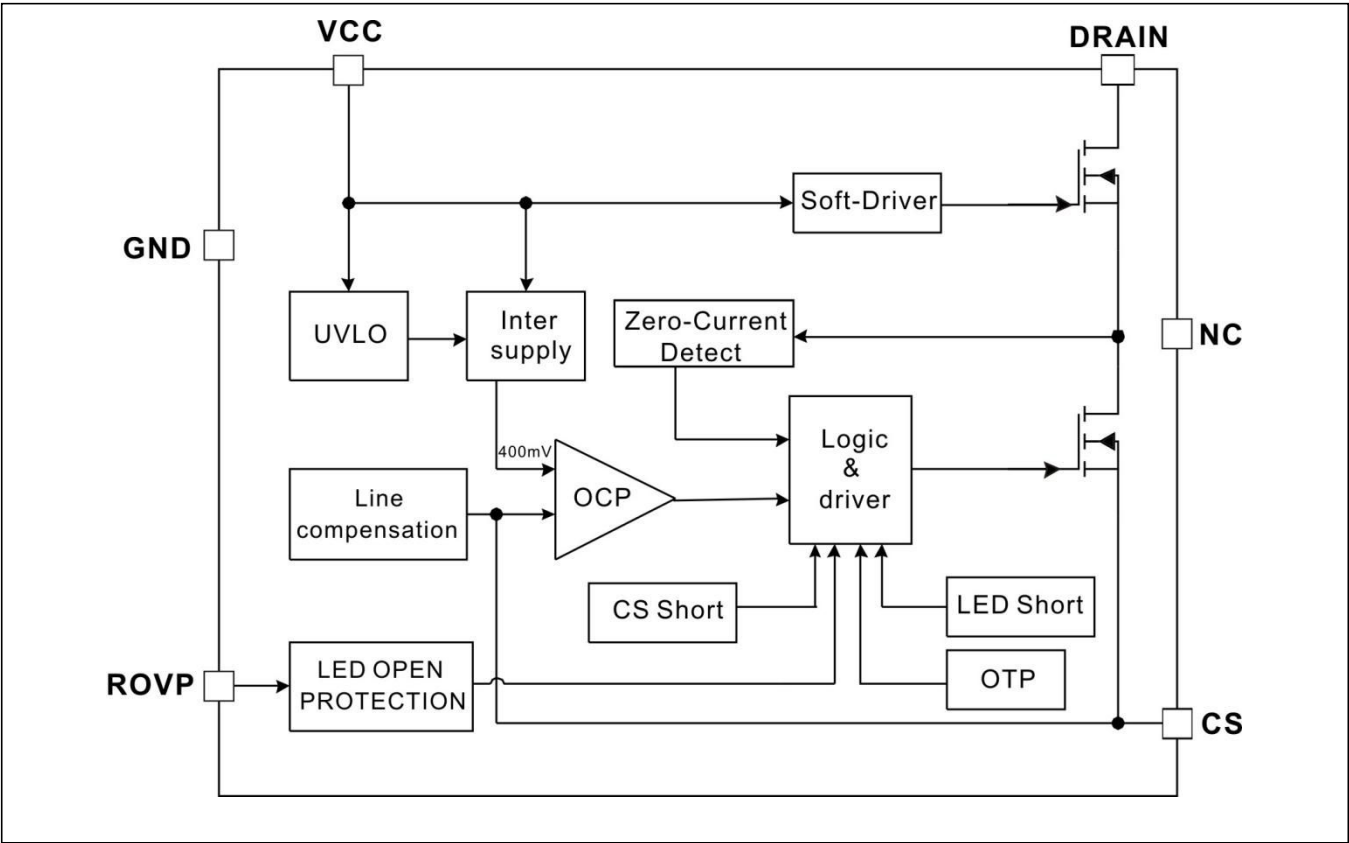 VCC
DRAIN
Soft-Driver
GND
UVLO
Inter
supply
Zero-Current
Detect
NC
400mV
OCP
Logic
&
driver
Line
compensation
CS Short
LED Short
ROVP
LED OPEN
PROTECTION
OTP
CS